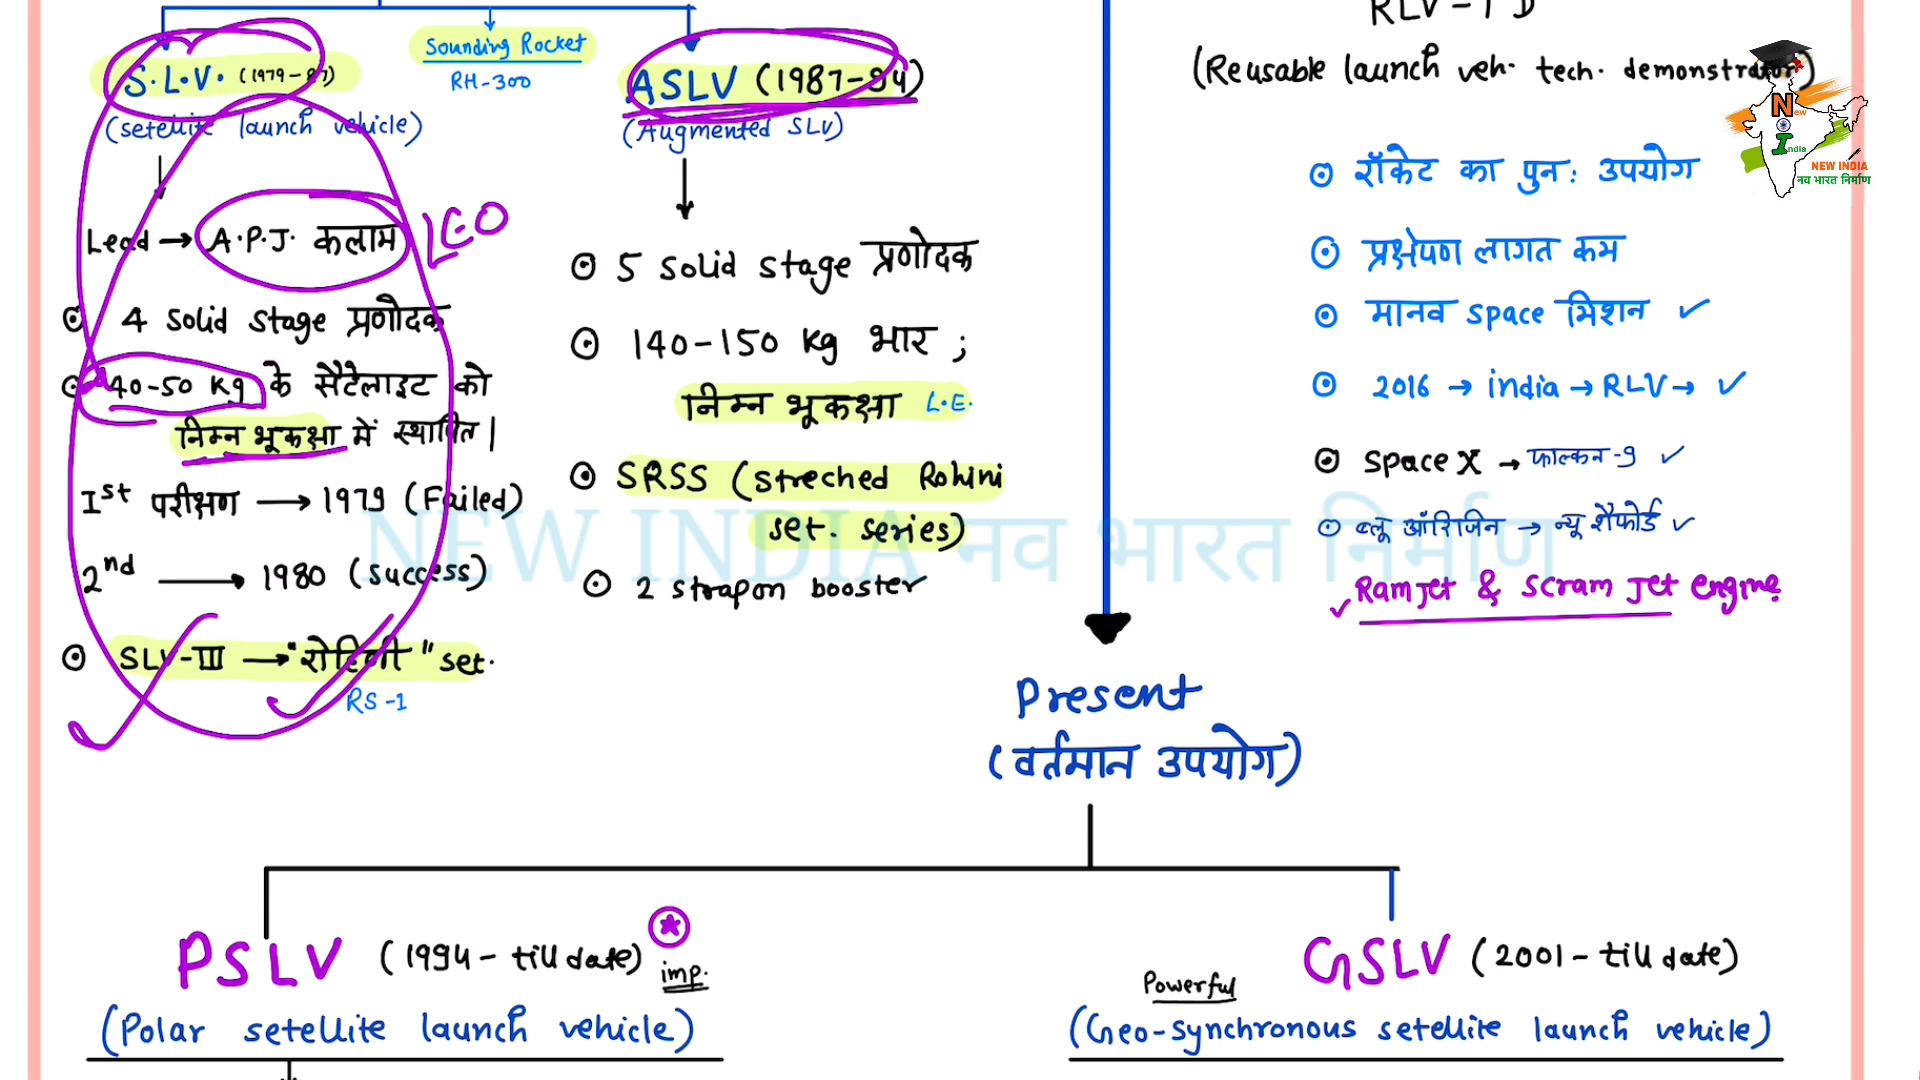 Sounding Rocket
RH-300
S.L.V. (1979-87)
(setellite launch vehicle)
Lead → A.P.J. कलाम
LEO
⊙ 4 Solid Stage प्रणोदक
⊙ 40-50 Kg के सैटेलाइट को
निम्न भूकक्षा में स्थापित |
Ist परीक्षण → 1979 (Failed)
2nd → 1980 (Success)
⊙ SLV-III → "रोहिणी" set.
RS-1
ASLV (1987-94)
(Augmented SLV)
⊙ 5 Solid Stage प्रणोदक
⊙ 140-150 Kg भार ;
निम्न भूकक्षा L.E.
⊙ SRSS (streched Rohini
set. series)
⊙ 2 strapon booster
RLV-TD
(Reusable launch veh. tech. demonstrator)
⊙ रॉकेट का पुन: उपयोग
⊙ प्रक्षेपण लागत कम
⊙ मानव space मिशन ✓
⊙ 2016 → india → RLV → ✓
⊙ Space X → फाल्कन-9 ✓
⊙ ब्लू ऑरिजिन → न्यू शैफोर्ड ✓
✓ Ramjet & Scram Jet engine
New
India
NEW INDIA
नव भारत निर्माण
NEW INDIA नव भारत निर्माण
Present
(वर्तमान उपयोग)
PSLV (1994- till date)
imp.
(Polar setellite launch vehicle)
Powerful
GSLV (2001- till date)
(Geo-synchronous setellite launch vehicle)